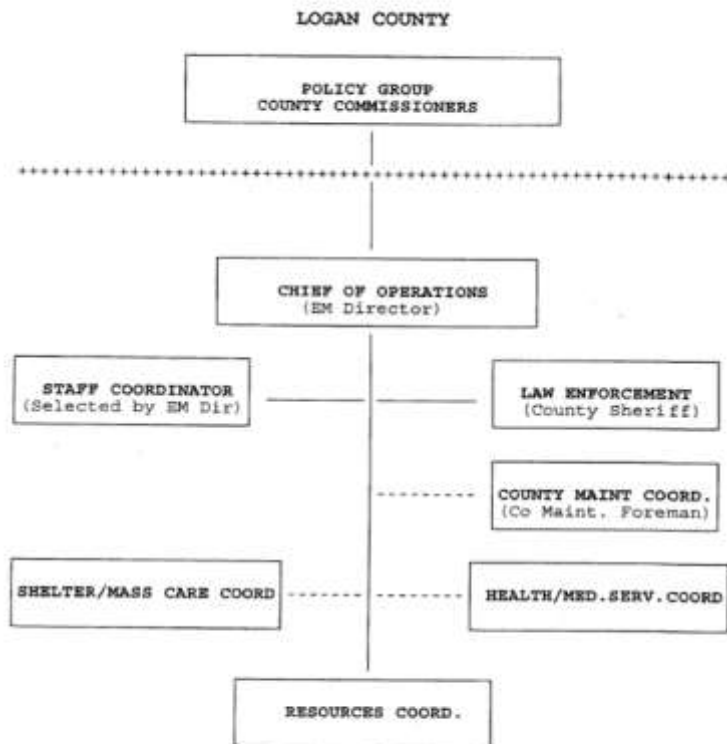 LOGAN COUNTY
POLICY GROUP
COUNTY COMMISSIONERS
++++++++++++++++++++++++++++++++++++++++++++++++++++++++++++++++++++++
CHIEF OF OPERATIONS
(EM Director)
STAFF COORDINATOR
(Selected by EM Dir)
LAW ENFORCEMENT
(County Sheriff)
COUNTY MAINT COORD.
(Co Maint. Foreman)
SHELTER/MASS CARE COORD
HEALTH/MED.SERV.COORD
RESOURCES COORD.